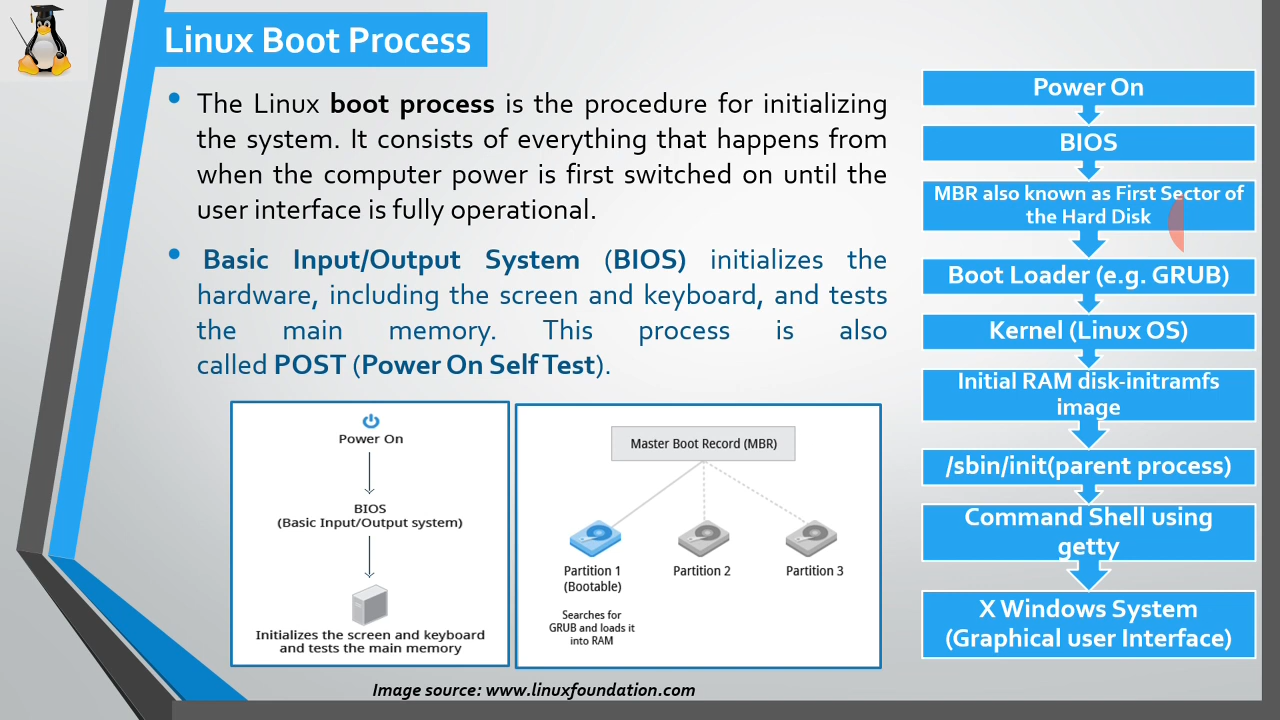 Linux Boot Process
• The Linux boot process is the procedure for initializing
the system. It consists of everything that happens from
when the computer power is first switched on until the
user interface is fully operational.
• Basic Input/Output System (BIOS) initializes the
hardware, including the screen and keyboard, and tests
the main memory. This process is also
called POST (Power On Self Test).
Power On
BIOS
(Basic Input/Output system)
Initializes the screen and keyboard
and tests the main memory
Master Boot Record (MBR)
Partition 1
(Bootable)
Partition 2
Partition 3
Searches for
GRUB and loads it
into RAM
Image source: www.linuxfoundation.com
Power On
BIOS
MBR also known as First Sector of
the Hard Disk
Boot Loader (e.g. GRUB)
Kernel (Linux OS)
Initial RAM disk-initramfs
image
/sbin/init(parent process)
Command Shell using
getty
X Windows System
(Graphical user Interface)